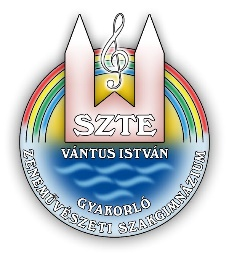 SZTE
VÁNTUS ISTVÁN
GYAKORLÓ
ZENEMŰVÉSZETI SZAKGIMNÁZIUM